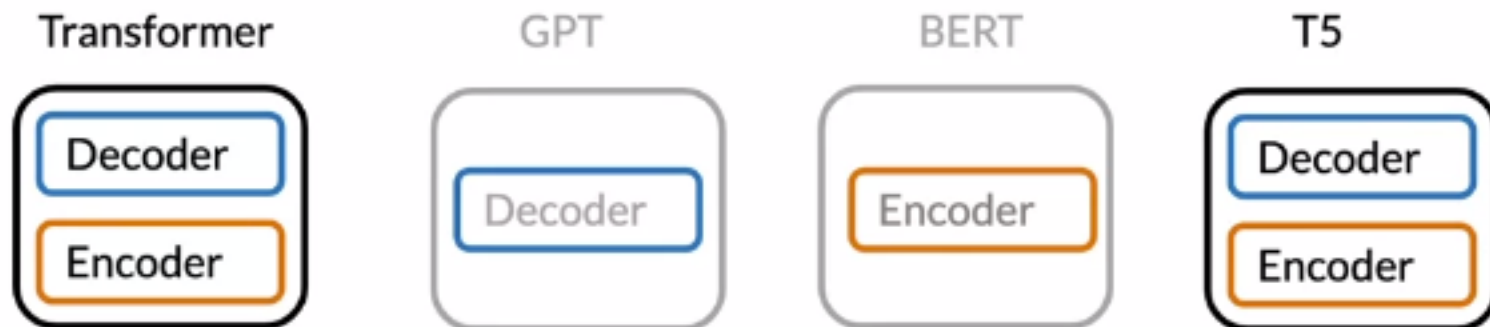 Transformer
GPT
BERT
T5
Decoder
Encoder
Decoder
Encoder
Decoder
Encoder